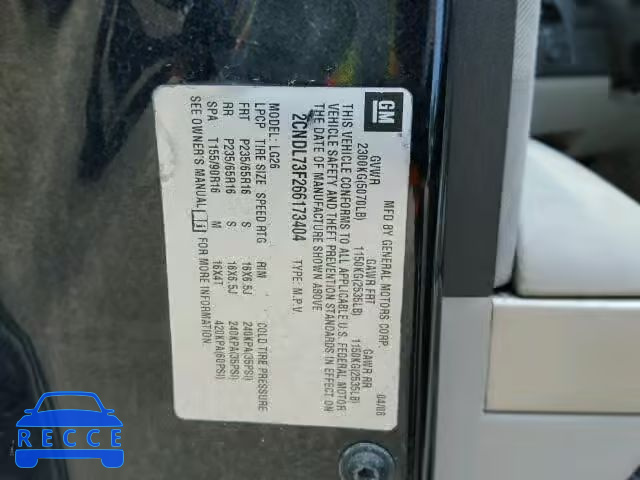 GM
MFD BY GENERAL MOTORS CORP
04/06
GVWR GAWR FRT GAWR RR
2300KG(5070LB) 1150KG(2535LB) 1150KG(2535LB)
THIS VEHICLE CONFORMS TO ALL APPLICABLE U.S. FEDERAL MOTOR
VEHICLE SAFETY AND THEFT PREVENTION STANDARDS IN EFFECT ON
THE DATE OF MANUFACTURE SHOWN ABOVE
2CNDL73F266173404 TYPE: M.P.V
MODEL: LG26
LPCP TIRE SIZE SPEED RTG RIM COLD TIRE PRESSURE
FRT P235/65R16 S 16X6.5J 240KPA(35PSI)
RR P235/65R16 S 16X6.5J 240KPA(35PSI)
SPA T155/90R16 M 16X4T 420KPA(60PSI)
SEE OWNER'S MANUAL FOR MORE INFORMATION
VIN.DOCTOR